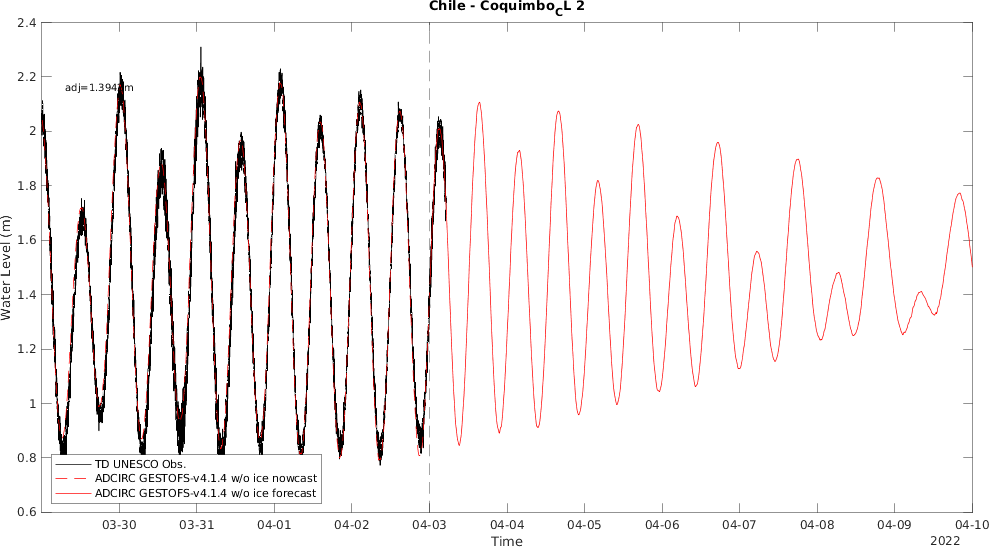 Chile - Coquimbo_CL 2
2.4
2.2
2
1.8
1.6
1.4
1.2
1
0.8
0.6
Water Level (m)
TD UNESCO Obs.
ADCIRC GESTOFS-v4.1.4 w/o ice nowcast
ADCIRC GESTOFS-v4.1.4 w/o ice forecast
03-30 03-31 04-01 04-02 04-03 04-04 04-05 04-06 04-07 04-08 04-09 04-10
Time
2022